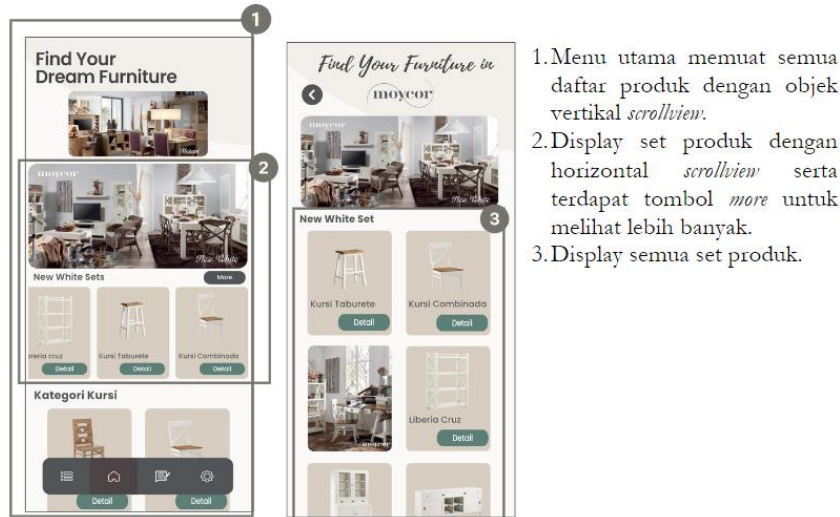 1
Find Your
Dream Furniture
2
moycor
New White
New White Sets
More
Kursi Taburete
Kursi Combinada
Detail
Detail
Detail
Kategori Kursi
Detail
Detail
Find Your Furniture in
moycor
moycor
New White
3
New White Set
Kursi Taburete
Kursi Combinada
Detail
Detail
moycor
Liberia Cruz
Detail
1.Menu utama memuat semua
daftar produk dengan objek
vertikal scrollview.
2.Display set produk dengan
horizontal scrollview serta
terdapat tombol more untuk
melihat lebih banyak.
3.Display semua set produk.